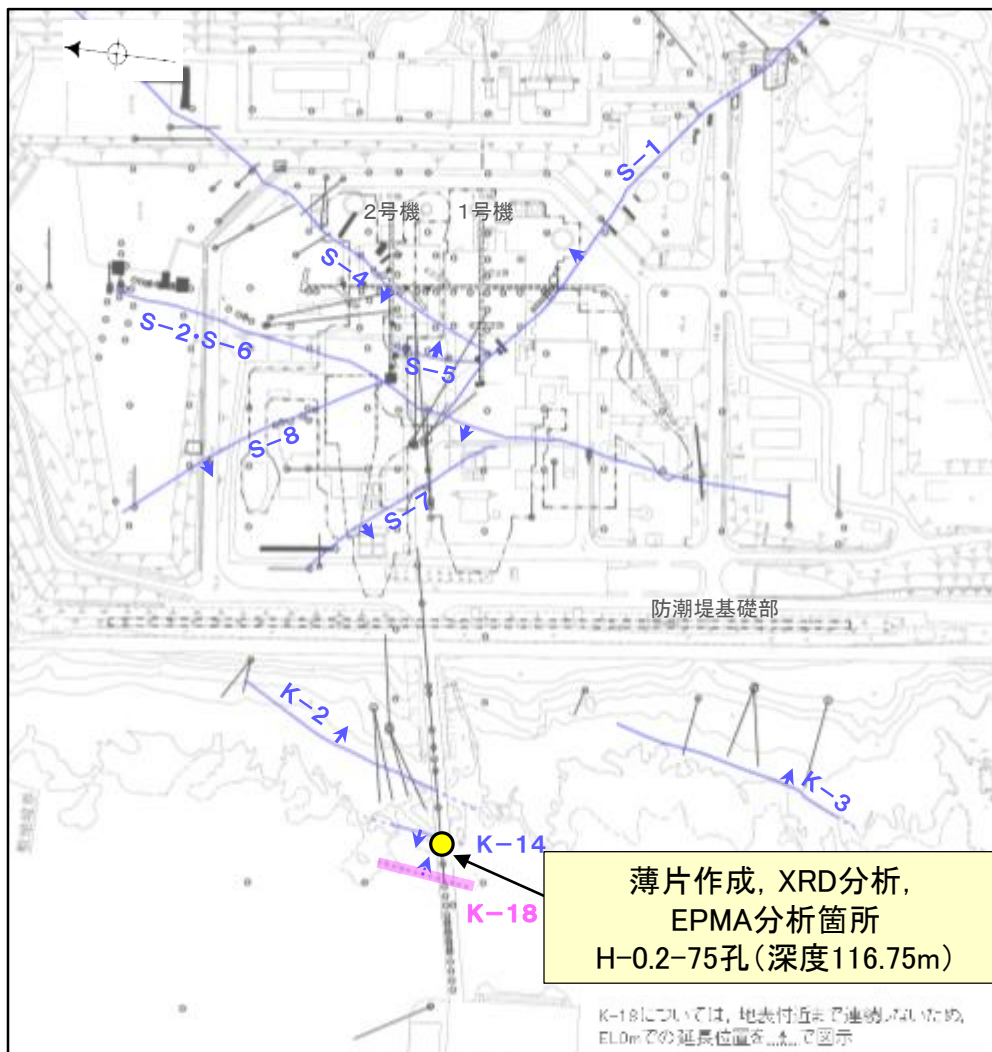 S-1
2号機 1号機
S-4
S-2・S-6
S-5
S-8
S-7
防潮堤基礎部
K-2
K-3
K-14
K-18
薄片作成, XRD分析,
EPMA分析箇所
H-0.2-75孔(深度116.75m)
K-18については, 地表付近まで連続しないため,
EL0mでの延長位置を で図示